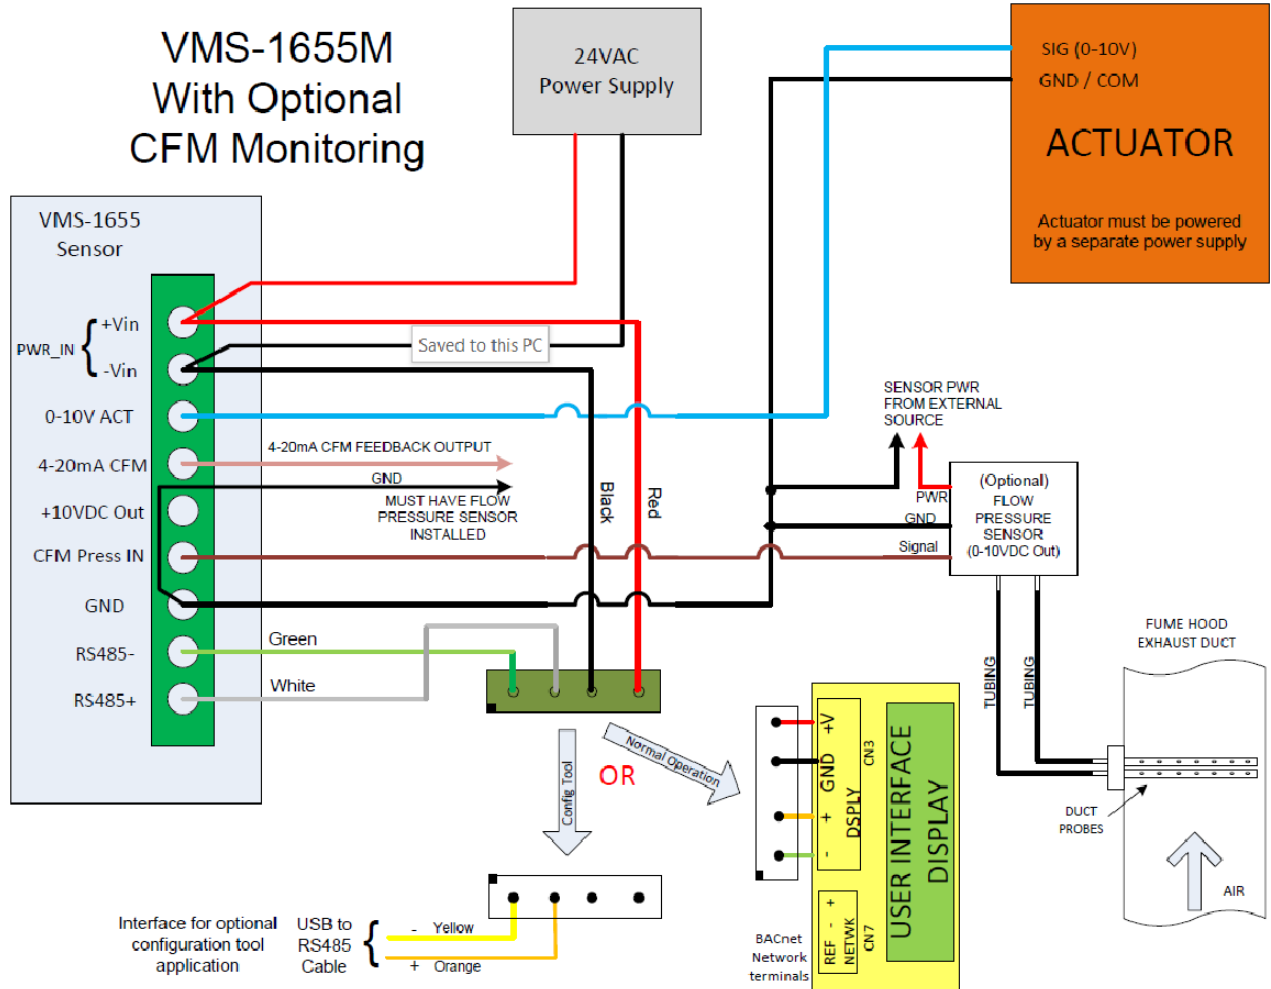 VMS-1655M
With Optional
CFM Monitoring
24VAC
Power Supply
SIG (0-10V)
GND / COM
ACTUATOR
Actuator must be powered
by a separate power supply
VMS-1655
Sensor
PWR_IN
+Vin
-Vin
0-10V ACT
4-20mA CFM
+10VDC Out
CFM Press IN
GND
RS485-
RS485+
Saved to this PC
4-20mA CFM FEEDBACK OUTPUT
GND
MUST HAVE FLOW
PRESSURE SENSOR
INSTALLED
Black
Red
SENSOR PWR
FROM EXTERNAL
SOURCE
PWR
GND
Signal
(Optional)
FLOW
PRESSURE
SENSOR
(0-10VDC Out)
TUBING
TUBING
FUME HOOD
EXHAUST DUCT
DUCT
PROBES
AIR
Green
White
Config Tool
OR
Normal Operation
+V
GND
+
-
DSPLY
CN3
USER INTERFACE
DISPLAY
REF - +
NETWK
CN7
BACnet
Network
terminals
Interface for optional
configuration tool
application
USB to
RS485
Cable
- Yellow
+ Orange